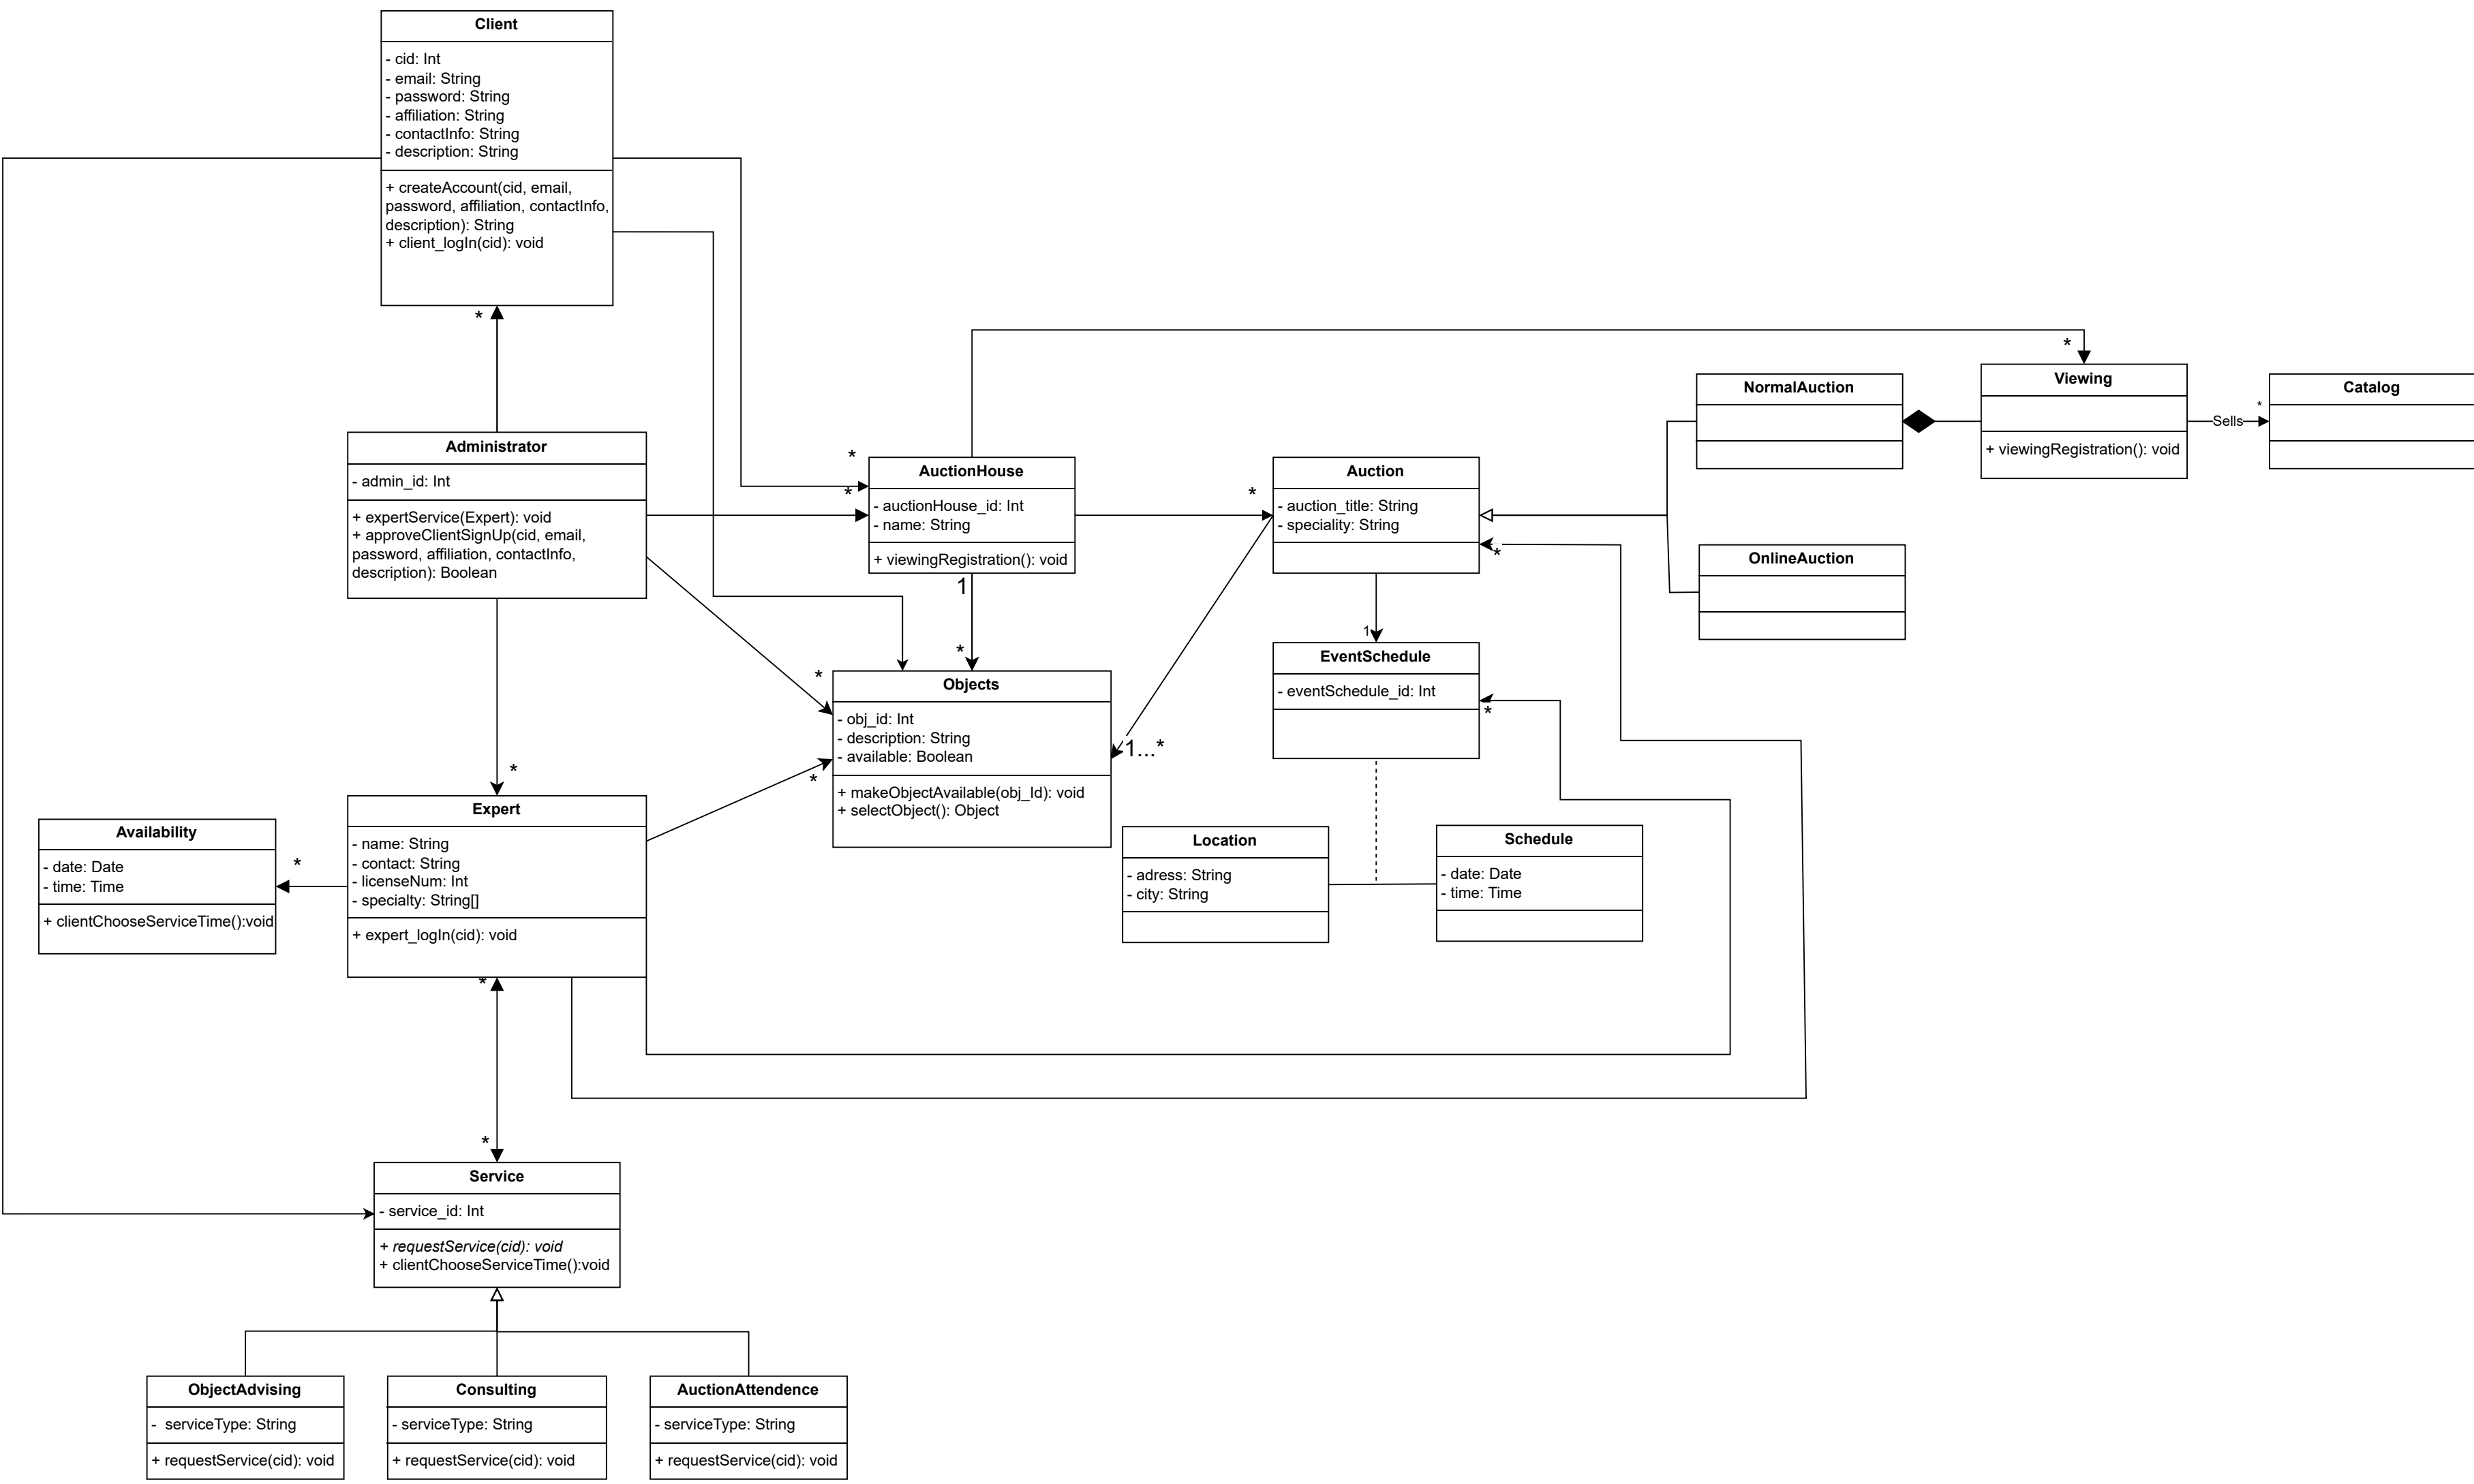 Client
- cid: Int
- email: String
- password: String
- affiliation: String
- contactInfo: String
- description: String
+ createAccount(cid, email,
password, affiliation, contactInfo,
description): String
+ client_logIn(cid): void
*
*
Viewing
+ viewingRegistration(): void
NormalAuction
Catalog
*
Sells
Administrator
- admin_id: Int
+ expertService(Expert): void
+ approveClientSignUp(cid, email,
password, affiliation, contactInfo,
description): Boolean
*
*
AuctionHouse
- auctionHouse_id: Int
- name: String
+ viewingRegistration(): void
*
Auction
- auction_title: String
- speciality: String
*
OnlineAuction
1
*
*
1
EventSchedule
- eventSchedule_id: Int
*
Objects
- obj_id: Int
- description: String
- available: Boolean
+ makeObjectAvailable(obj_Id): void
+ selectObject(): Object
1...*
*
*
Expert
- name: String
- contact: String
- licenseNum: Int
- specialty: String[]
+ expert_logIn(cid): void
Availability
- date: Date
- time: Time
+ clientChooseServiceTime():void
*
Location
- adress: String
- city: String
Schedule
- date: Date
- time: Time
*
*
Service
- service_id: Int
+ requestService(cid): void
+ clientChooseServiceTime():void
ObjectAdvising
- serviceType: String
+ requestService(cid): void
Consulting
- serviceType: String
+ requestService(cid): void
AuctionAttendence
- serviceType: String
+ requestService(cid): void